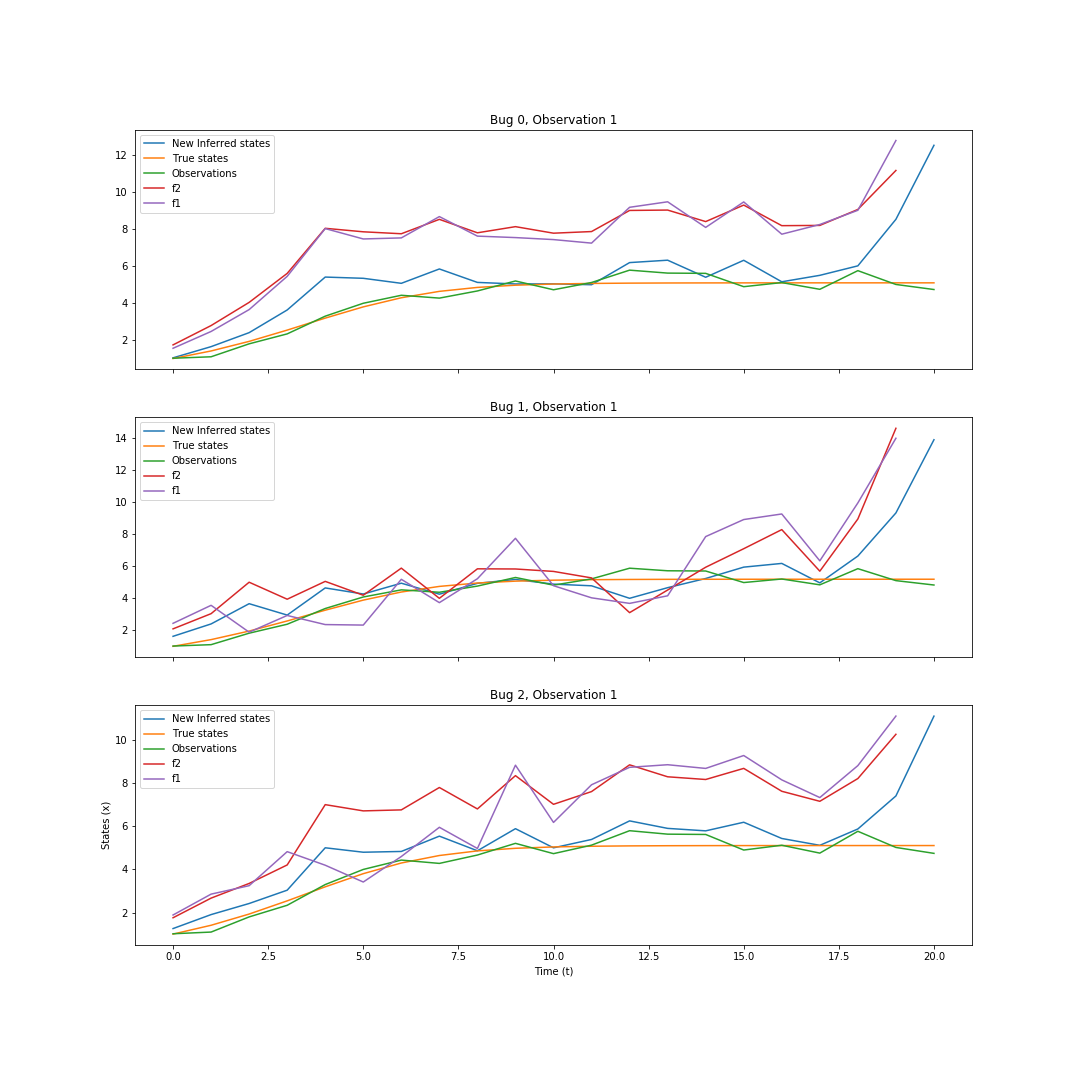 Bug 0, Observation 1
New Inferred states
True states
Observations
f2
f1
12
10
8
6
4
2
Bug 1, Observation 1
New Inferred states
True states
Observations
f2
f1
14
12
10
8
6
4
2
Bug 2, Observation 1
New Inferred states
True states
Observations
f2
f1
States (x)
10
8
6
4
2
0.0 2.5 5.0 7.5 10.0 12.5 15.0 17.5 20.0
Time (t)